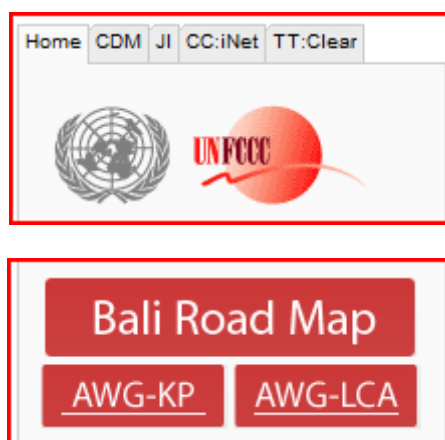 Home CDM JI CC:iNet TT:Clear
UNFCCC
Bali Road Map
AWG-KP AWG-LCA